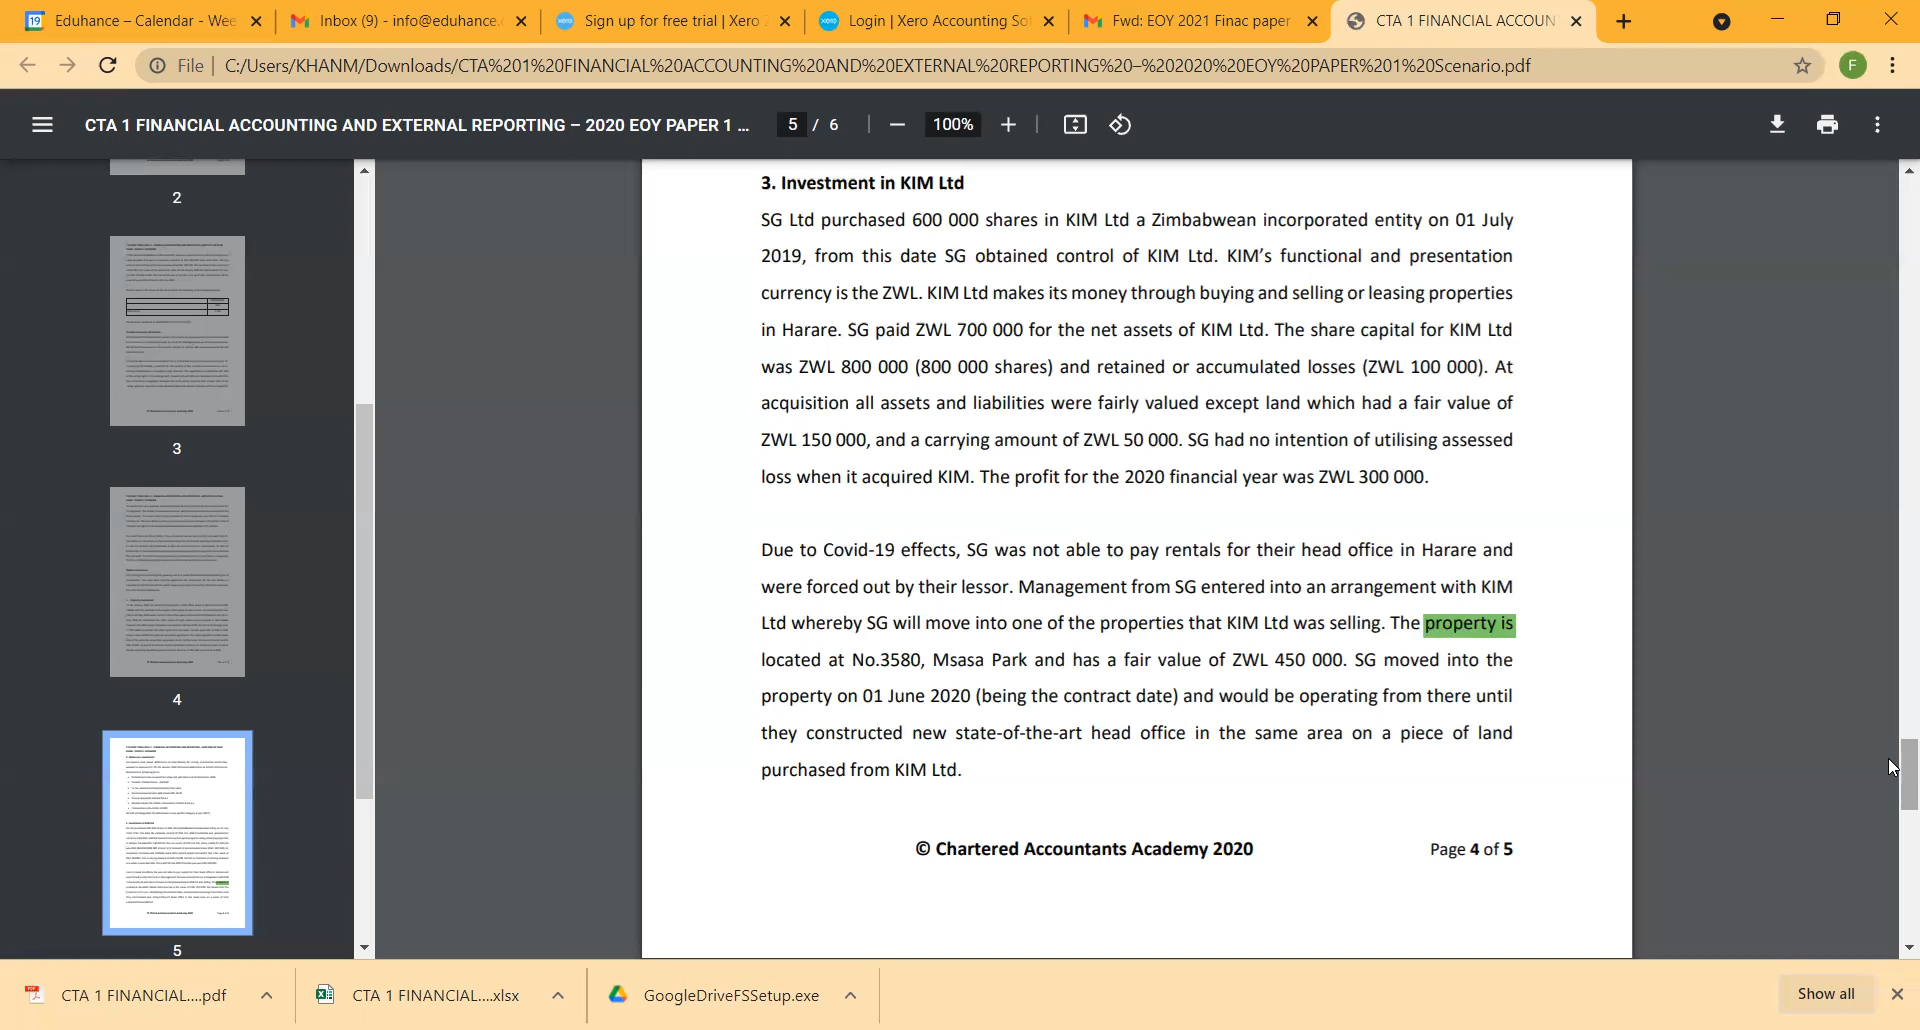 19 Eduhance – Calendar - Wee
Inbox (9) - info@eduhance.
xero Sign up for free trial | Xero
xero Login | Xero Accounting So
Fwd: EOY 2021 Finac paper
CTA 1 FINANCIAL ACCOUN
File | C:/Users/KHANM/Downloads/CTA%201%20FINANCIAL%20ACCOUNTING%20AND%20EXTERNAL%20REPORTING%20–%202020%20EOY%20PAPER%201%20Scenario.pdf
F
CTA 1 FINANCIAL ACCOUNTING AND EXTERNAL REPORTING – 2020 EOY PAPER 1 ... 5 / 6 100%
2
3
4
5
3. Investment in KIM Ltd
SG Ltd purchased 600 000 shares in KIM Ltd a Zimbabwean incorporated entity on 01 July
2019, from this date SG obtained control of KIM Ltd. KIM’s functional and presentation
currency is the ZWL. KIM Ltd makes its money through buying and selling or leasing properties
in Harare. SG paid ZWL 700 000 for the net assets of KIM Ltd. The share capital for KIM Ltd
was ZWL 800 000 (800 000 shares) and retained or accumulated losses (ZWL 100 000). At
acquisition all assets and liabilities were fairly valued except land which had a fair value of
ZWL 150 000, and a carrying amount of ZWL 50 000. SG had no intention of utilising assessed
loss when it acquired KIM. The profit for the 2020 financial year was ZWL 300 000.
Due to Covid-19 effects, SG was not able to pay rentals for their head office in Harare and
were forced out by their lessor. Management from SG entered into an arrangement with KIM
Ltd whereby SG will move into one of the properties that KIM Ltd was selling. The property is
located at No.3580, Msasa Park and has a fair value of ZWL 450 000. SG moved into the
property on 01 June 2020 (being the contract date) and would be operating from there until
they constructed new state-of-the-art head office in the same area on a piece of land
purchased from KIM Ltd.
© Chartered Accountants Academy 2020 Page 4 of 5
CTA 1 FINANCIAL....pdf
CTA 1 FINANCIAL....xlsx
GoogleDriveFSSetup.exe
Show all